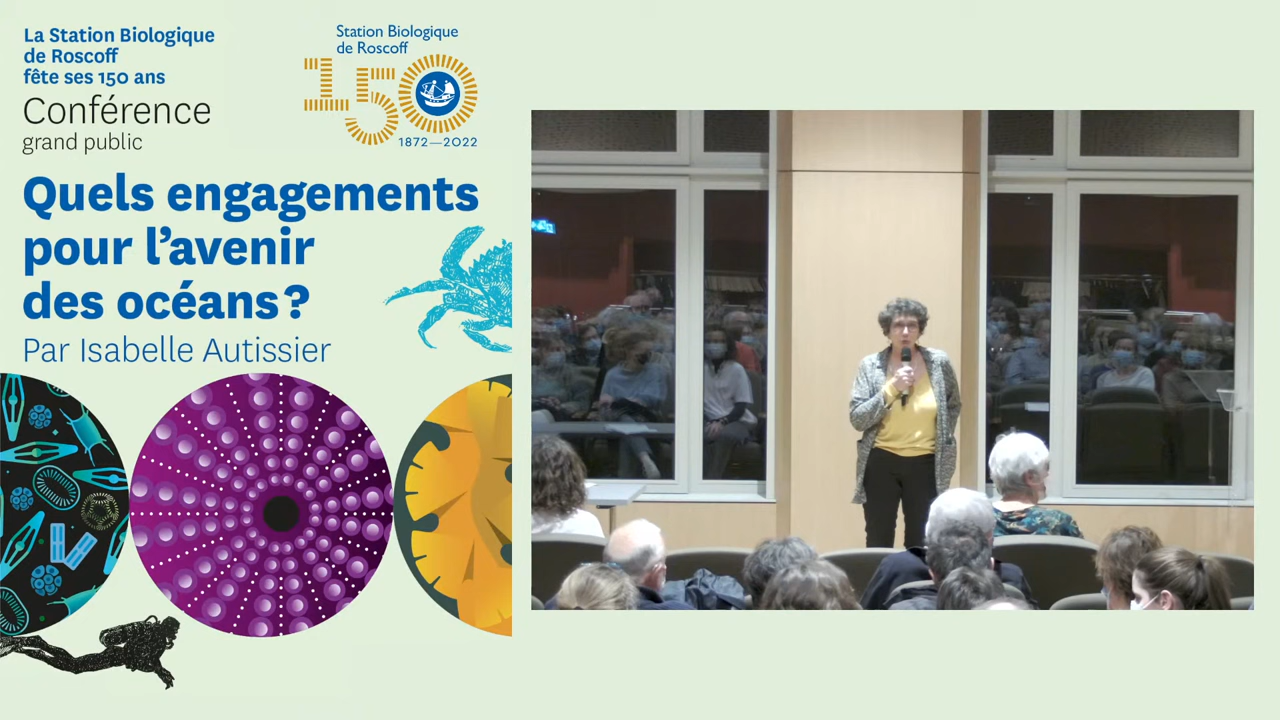 La Station Biologique
de Roscoff
fête ses 150 ans
Conférence
grand public
Station Biologique
de Roscoff
150
1872—2022
Quels engagements
pour l'avenir
des océans ?
Par Isabelle Autissier